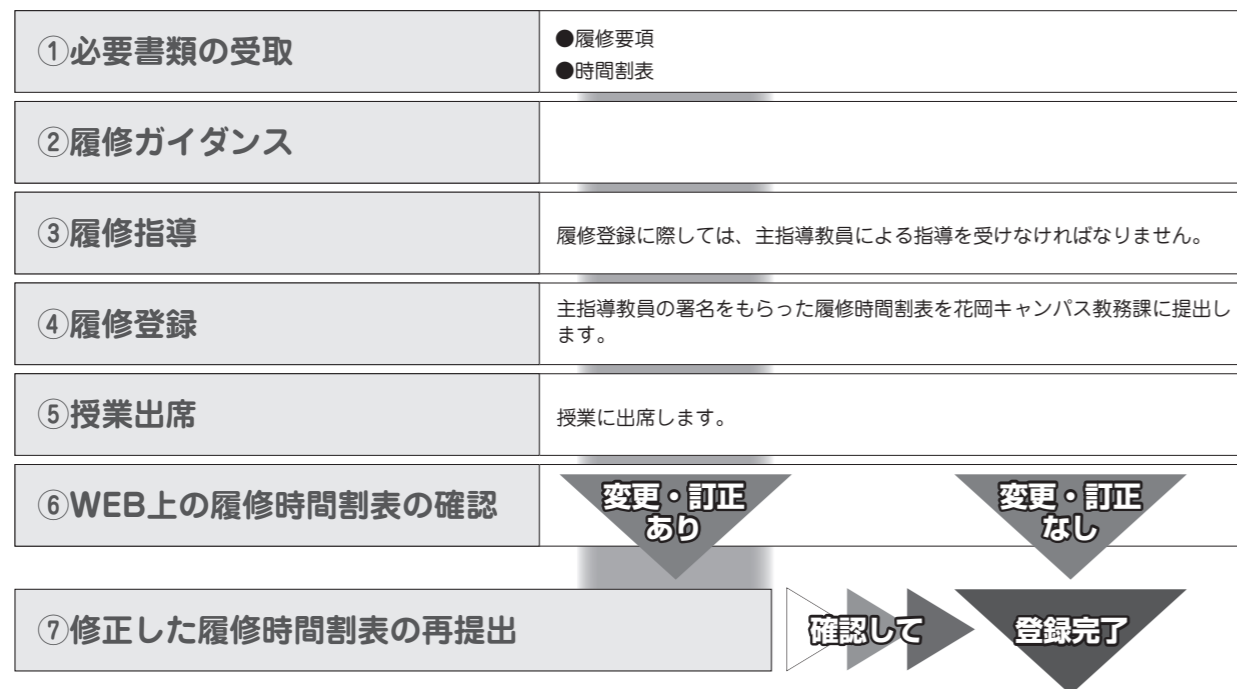 ①必要書類の受取
●履修要項
●時間割表
②履修ガイダンス
③履修指導
履修登録に際しては、主指導教員による指導を受けなければなりません。
④履修登録
主指導教員の署名をもらった履修時間割表を花岡キャンパス教務課に提出し
ます。
⑤授業出席
授業に出席します。
⑥WEB上の履修時間割表の確認
変更・訂正
あり
変更・訂正
なし
⑦修正した履修時間割表の再提出
確認して
登録完了